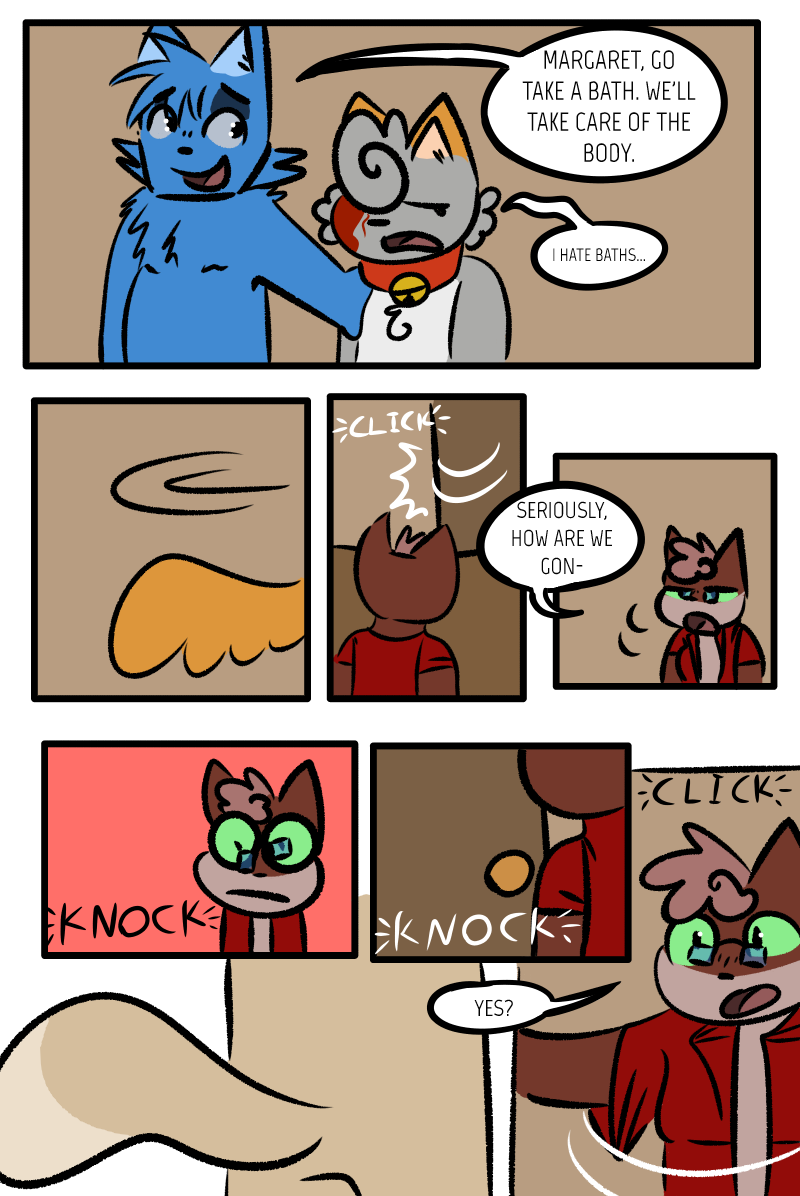 MARGARET, GO
TAKE A BATH. WE'LL
TAKE CARE OF THE
BODY.
I HATE BATHS...
CLICK
SERIOUSLY,
HOW ARE WE
GON-
KNOCK
KNOCK
CLICK
YES?